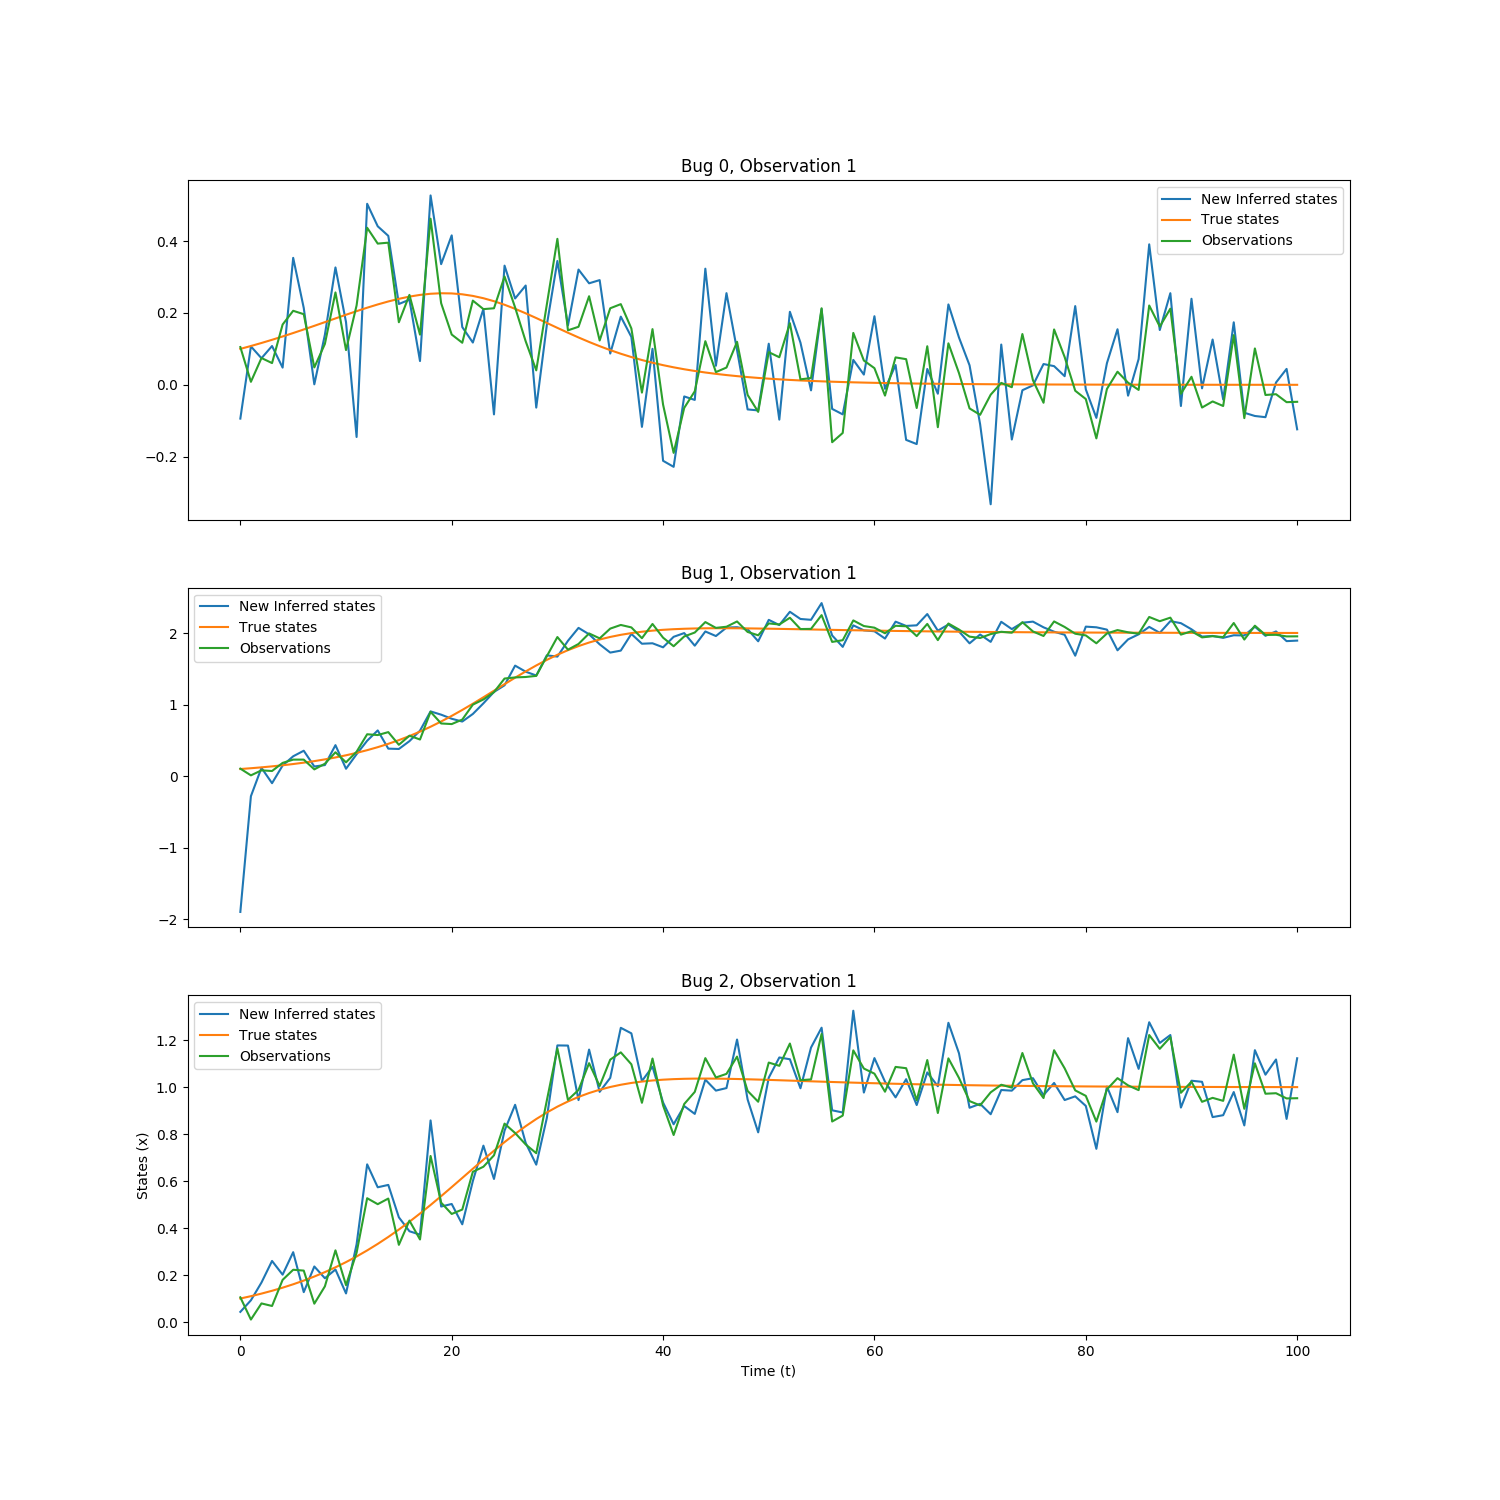 Bug 0, Observation 1
New Inferred states
True states
Observations
0.4
0.2
0.0
−0.2
Bug 1, Observation 1
New Inferred states
True states
Observations
2
1
0
−1
−2
Bug 2, Observation 1
New Inferred states
True states
Observations
1.2
1.0
0.8
0.6
0.4
0.2
0.0
States (x)
0 20 40 60 80 100
Time (t)